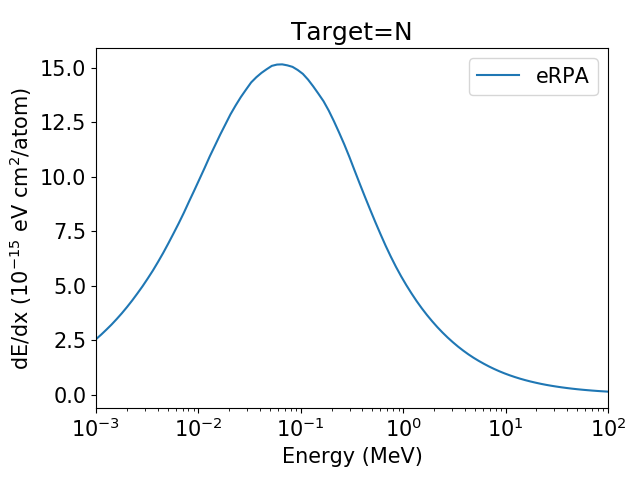 Target=N
eRPA
dE/dx (10⁻¹⁵ eV cm²/atom)
15.0
12.5
10.0
7.5
5.0
2.5
0.0
10⁻³ 10⁻² 10⁻¹ 10⁰ 10¹ 10²
Energy (MeV)